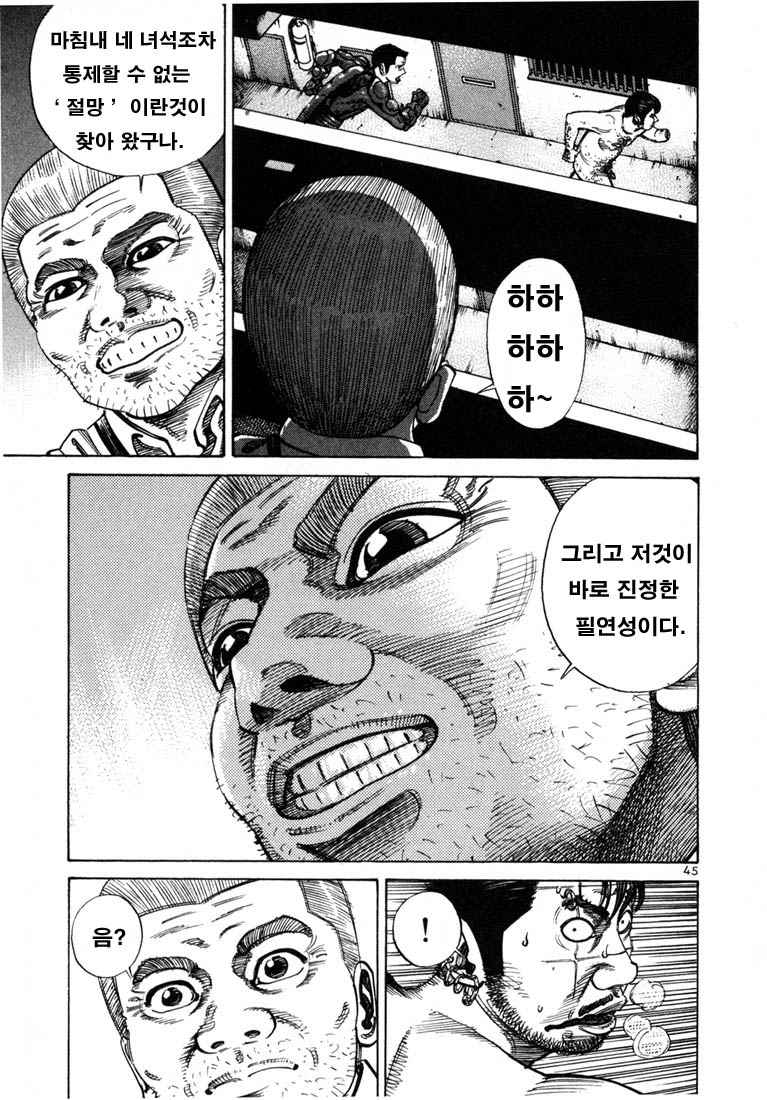 마침내 네 녀석조차
통제할 수 없는
‘ 절망 ’ 이란것이
찾아 왔구나.
하하
하하
하~
그리고 저것이
바로 진정한
필연성이다.
45
음?
!